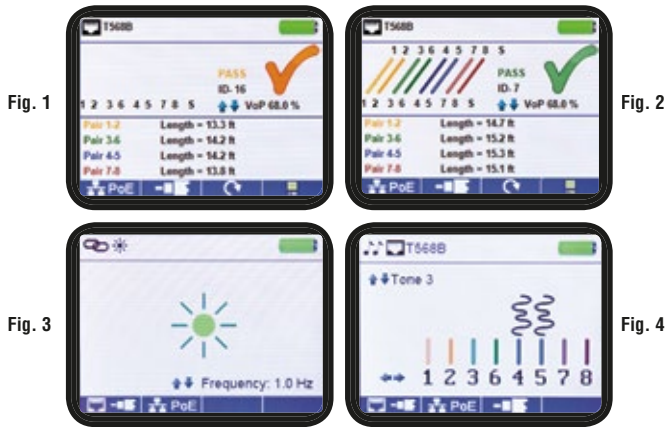 Fig. 1
T568B
PASS
ID- 16
1 2 3 6 4 5 7 8 S
VoP 68.0 %
Pair 1-2 Length = 13.3 ft
Pair 3-6 Length = 14.2 ft
Pair 4-5 Length = 14.2 ft
Pair 7-8 Length = 13.8 ft
PoE
Fig. 2
T568B
1 2 3 6 4 5 7 8 S
PASS
ID- 7
1 2 3 6 4 5 7 8 S
VoP 68.0 %
Pair 1-2 Length = 14.7 ft
Pair 3-6 Length = 15.2 ft
Pair 4-5 Length = 15.3 ft
Pair 7-8 Length = 15.1 ft
PoE
Fig. 3
Frequency: 1.0 Hz
PoE
Fig. 4
T568B
Tone 3
1 2 3 6 4 5 7 8
PoE